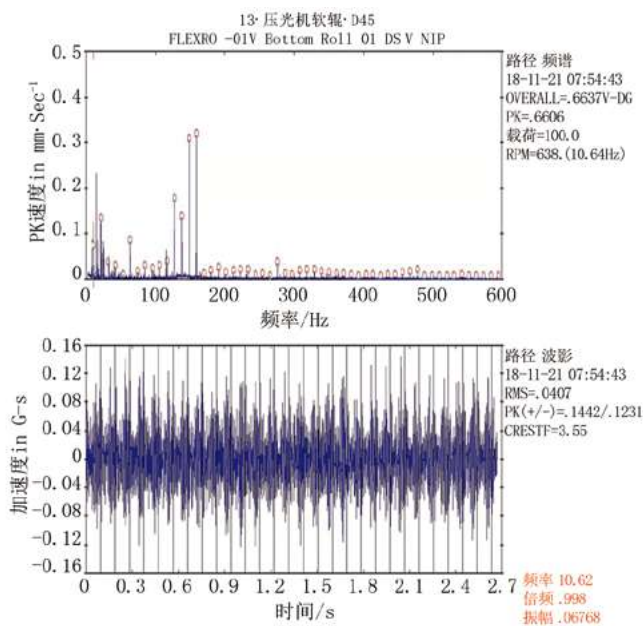 13·压光机软辊·D45
FLEXRO -01V Bottom Roll 01 DS V NIP
PK速度in mm·Sec⁻¹
0.5
0.4
0.3
0.2
0.1
0
0
100
200
300
400
500
600
频率/Hz
路径 频谱
18-11-21 07:54:43
OVERALL=.6637V-DG
PK=.6606
载荷=100.0
RPM=638.(10.64Hz)
加速度in G-s
0.16
0.12
0.08
0.04
0
-0.04
-0.08
-0.12
-0.16
0
0.3
0.6
0.9
1.2
1.5
1.8
2.1
2.4
2.7
时间/s
路径 波影
18-11-21 07:54:43
RMS=.0407
PK(+/-)=.1442/.1231
CRESTF=3.55
频率 10.62
信频 .998
振幅 .06768